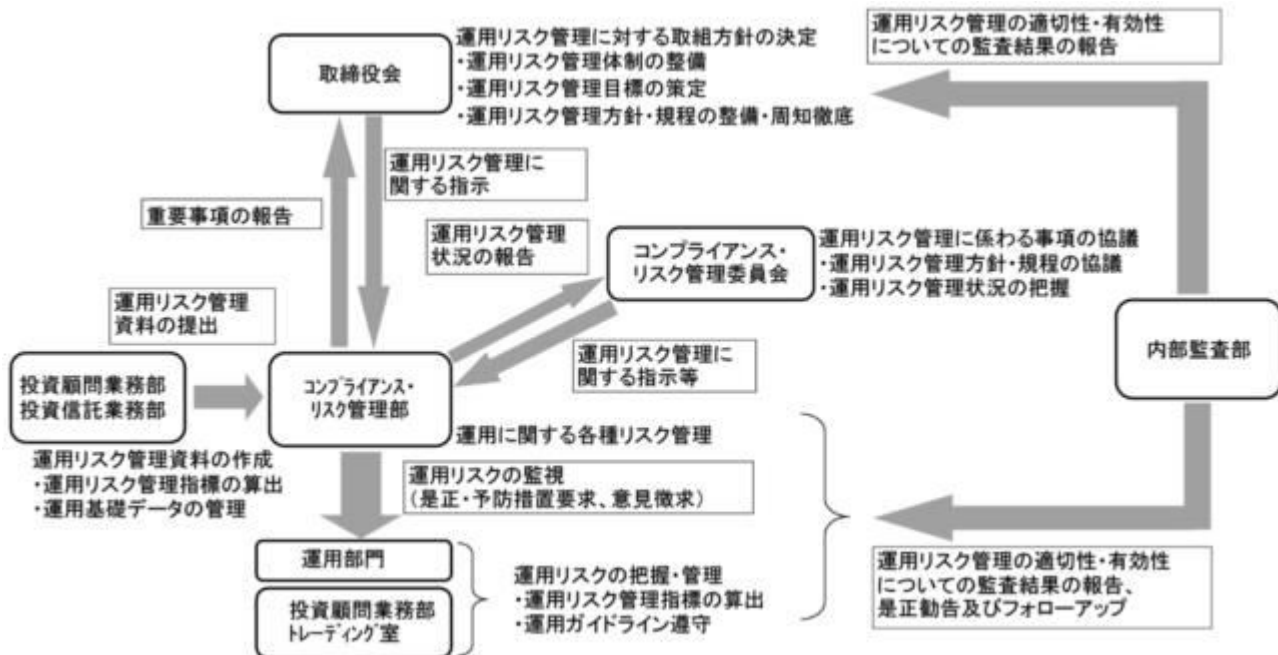 取締役会
運用リスク管理に対する取組方針の決定
・運用リスク管理体制の整備
・運用リスク管理目標の策定
・運用リスク管理方針・規程の整備・周知徹底
運用リスク管理の適切性・有効性
についての監査結果の報告
運用リスク管理に
関する指示
重要事項の報告
運用リスク管理
状況の報告
コンプライアンス・
リスク管理委員会
運用リスク管理に係わる事項の協議
・運用リスク管理方針・規程の協議
・運用リスク管理状況の把握
運用リスク管理
資料の提出
運用リスク管理に
関する指示等
内部監査部
投資顧問業務部
投資信託業務部
コンプライアンス・
リスク管理部
運用に関する各種リスク管理
運用リスク管理資料の作成
・運用リスク管理指標の算出
・運用基礎データの管理
運用リスクの監視
(是正・予防措置要求、意見徴求)
運用部門
投資顧問業務部
トレーディング室
運用リスクの把握・管理
・運用リスク管理指標の算出
・運用ガイドライン遵守
運用リスク管理の適切性・有効性
についての監査結果の報告、
是正勧告及びフォローアップ